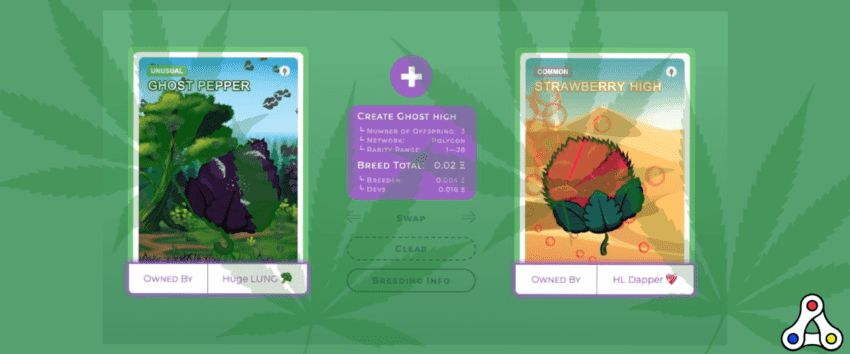 UNUSUAL
GHOST PEPPER
Owned By
Huge LUNG 🥦
Create Ghost high
Number of Offspring: 3
Network: Polygon
Rarity Range: 1—26
Breed Total: 0.02 Ξ
Breeder: 0.004 Ξ
Devs: 0.016 Ξ
Swap
Clear
Breeding Info
COMMON
STRAWBERRY HIGH
Owned By
HL Dapper 💖